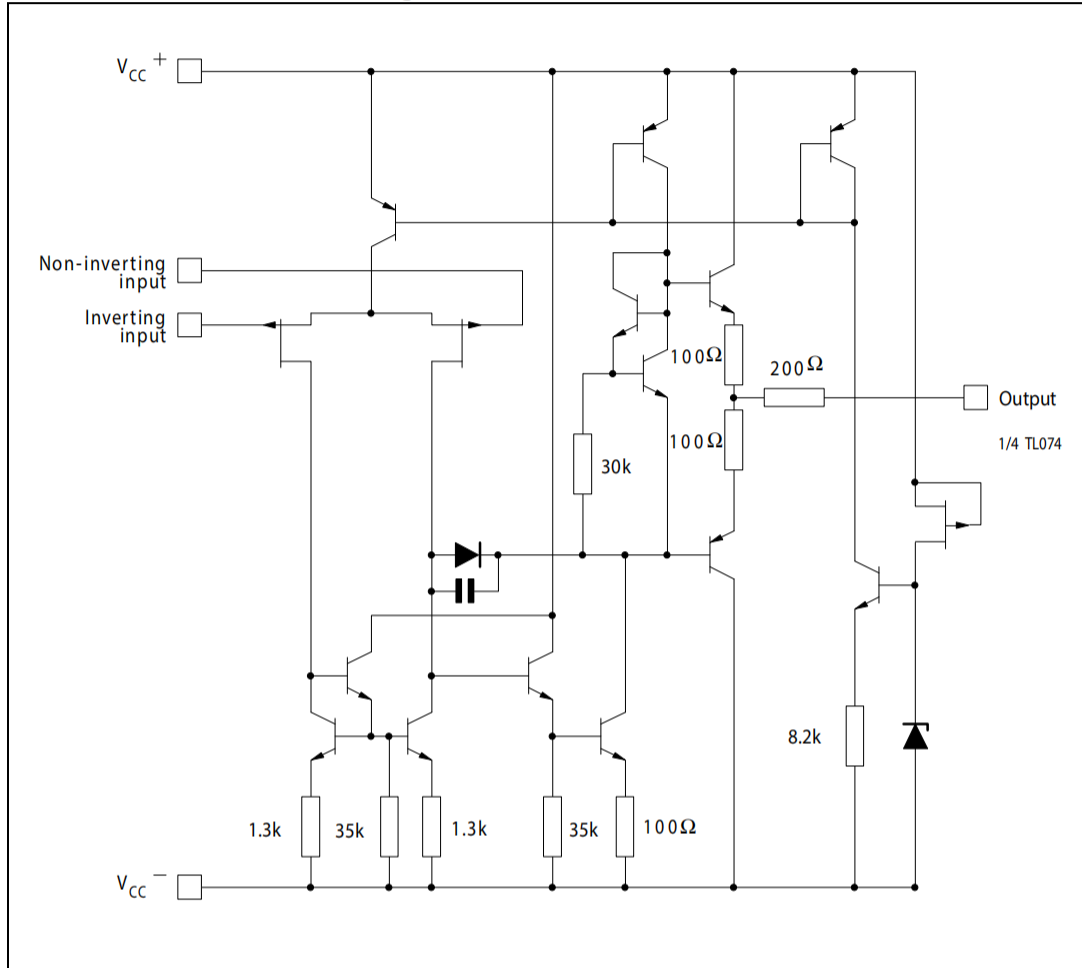 VCC+
Non-inverting
input
Inverting
input
100Ω
200Ω
Output
1/4 TL074
100Ω
30k
8.2k
1.3k
35k
1.3k
35k
100Ω
VCC−